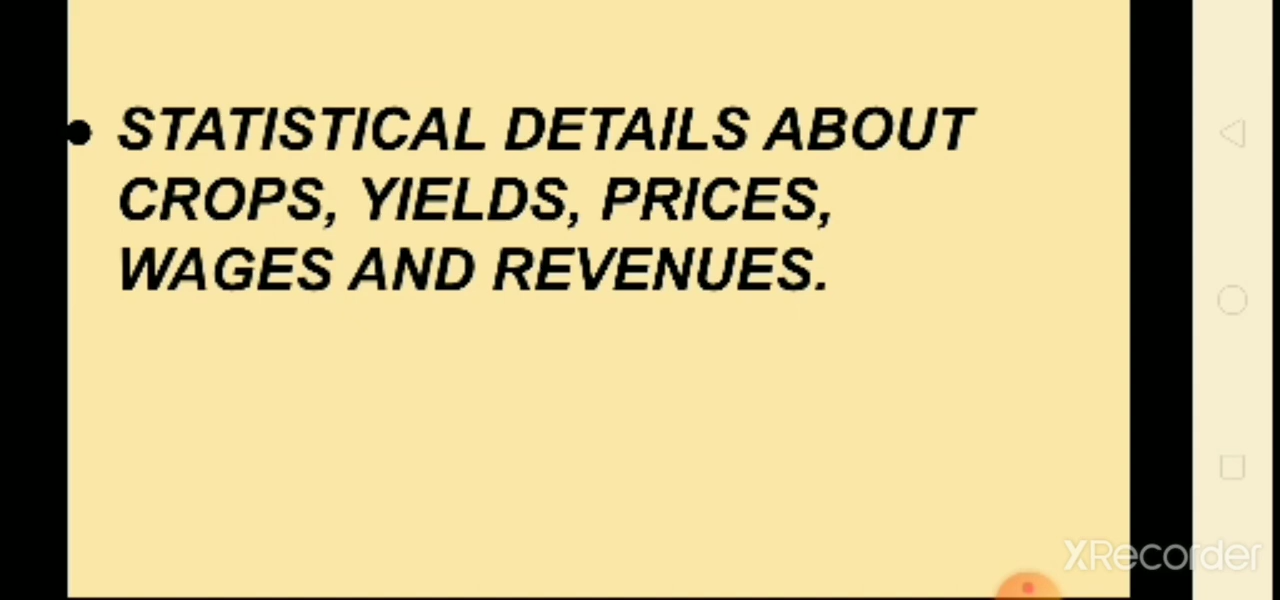 • STATISTICAL DETAILS ABOUT
CROPS, YIELDS, PRICES,
WAGES AND REVENUES.
XRecorder